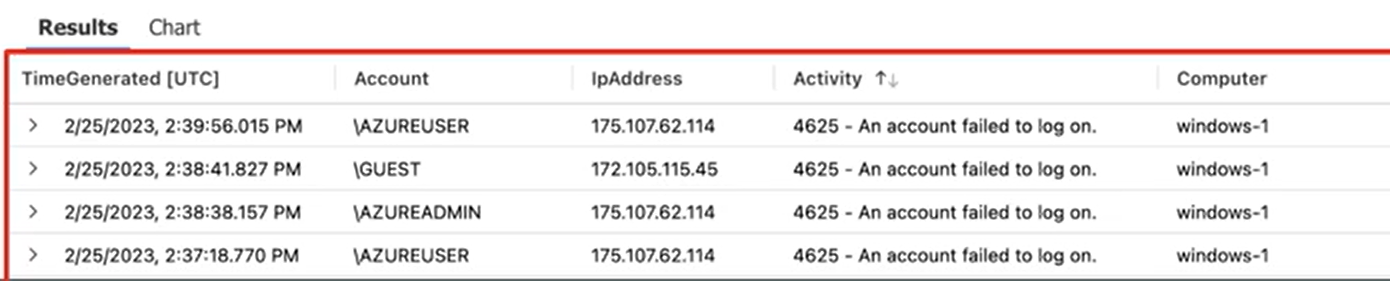 Results Chart
TimeGenerated [UTC] Account IpAddress Activity ↑↓ Computer
2/25/2023, 2:39:56.015 PM \AZUREUSER 175.107.62.114 4625 - An account failed to log on. windows-1
2/25/2023, 2:38:41.827 PM \GUEST 172.105.115.45 4625 - An account failed to log on. windows-1
2/25/2023, 2:38:38.157 PM \AZUREADMIN 175.107.62.114 4625 - An account failed to log on. windows-1
2/25/2023, 2:37:18.770 PM \AZUREUSER 175.107.62.114 4625 - An account failed to log on. windows-1